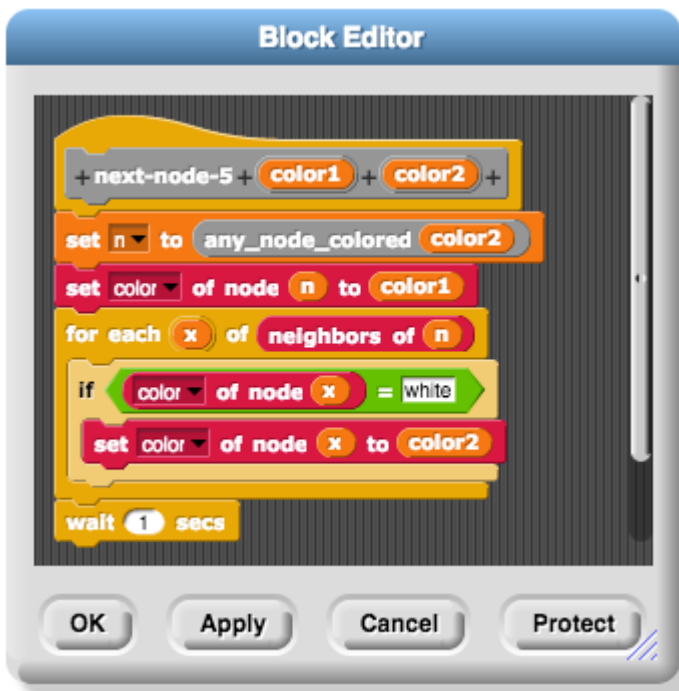 Block Editor
+ next-node-5 + color1 + color2 +
set n to any_node_colored color2
set color of node n to color1
for each x of neighbors of n
if color of node x = white
set color of node x to color2
wait 1 secs
OK Apply Cancel Protect